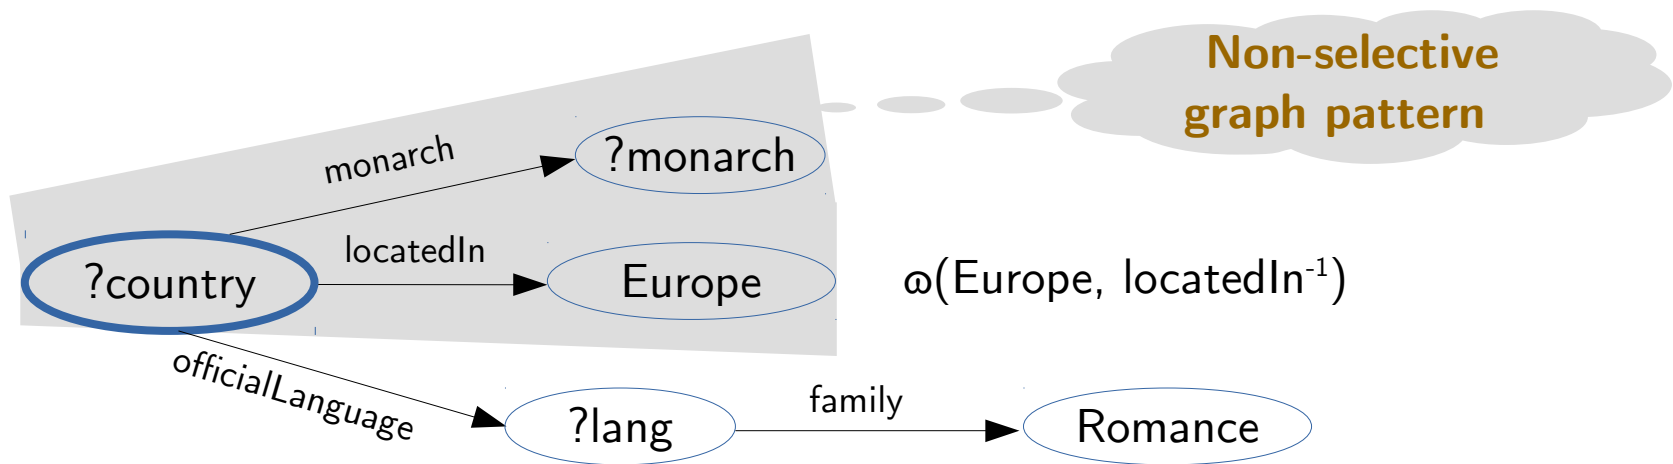 Non-selective
graph pattern
monarch
?monarch
locatedIn
?country
Europe
ϖ(Europe, locatedIn⁻¹)
officialLanguage
?lang
family
Romance